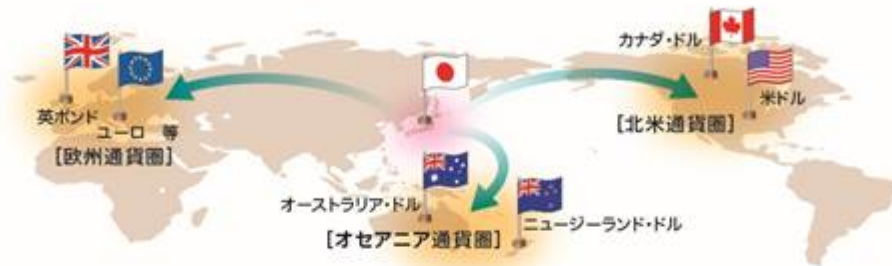 英ポンド
ユーロ 等
[欧州通貨圏]
カナダ・ドル
米ドル
[北米通貨圏]
オーストラリア・ドル
ニュージーランド・ドル
[オセアニア通貨圏]